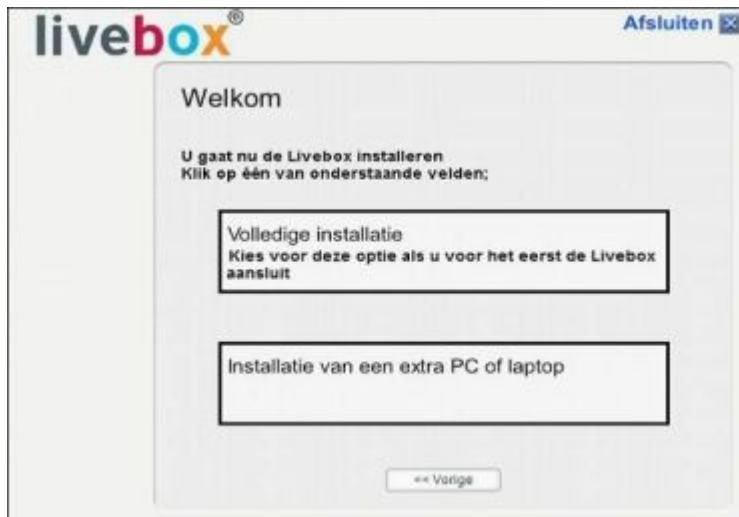 livebox®
Afsluiten
Welkom
U gaat nu de Livebox installeren
Klik op één van onderstaande velden;
Volledige installatie
Kies voor deze optie als u voor het eerst de Livebox
aansluit
Installatie van een extra PC of laptop
<< Vorige